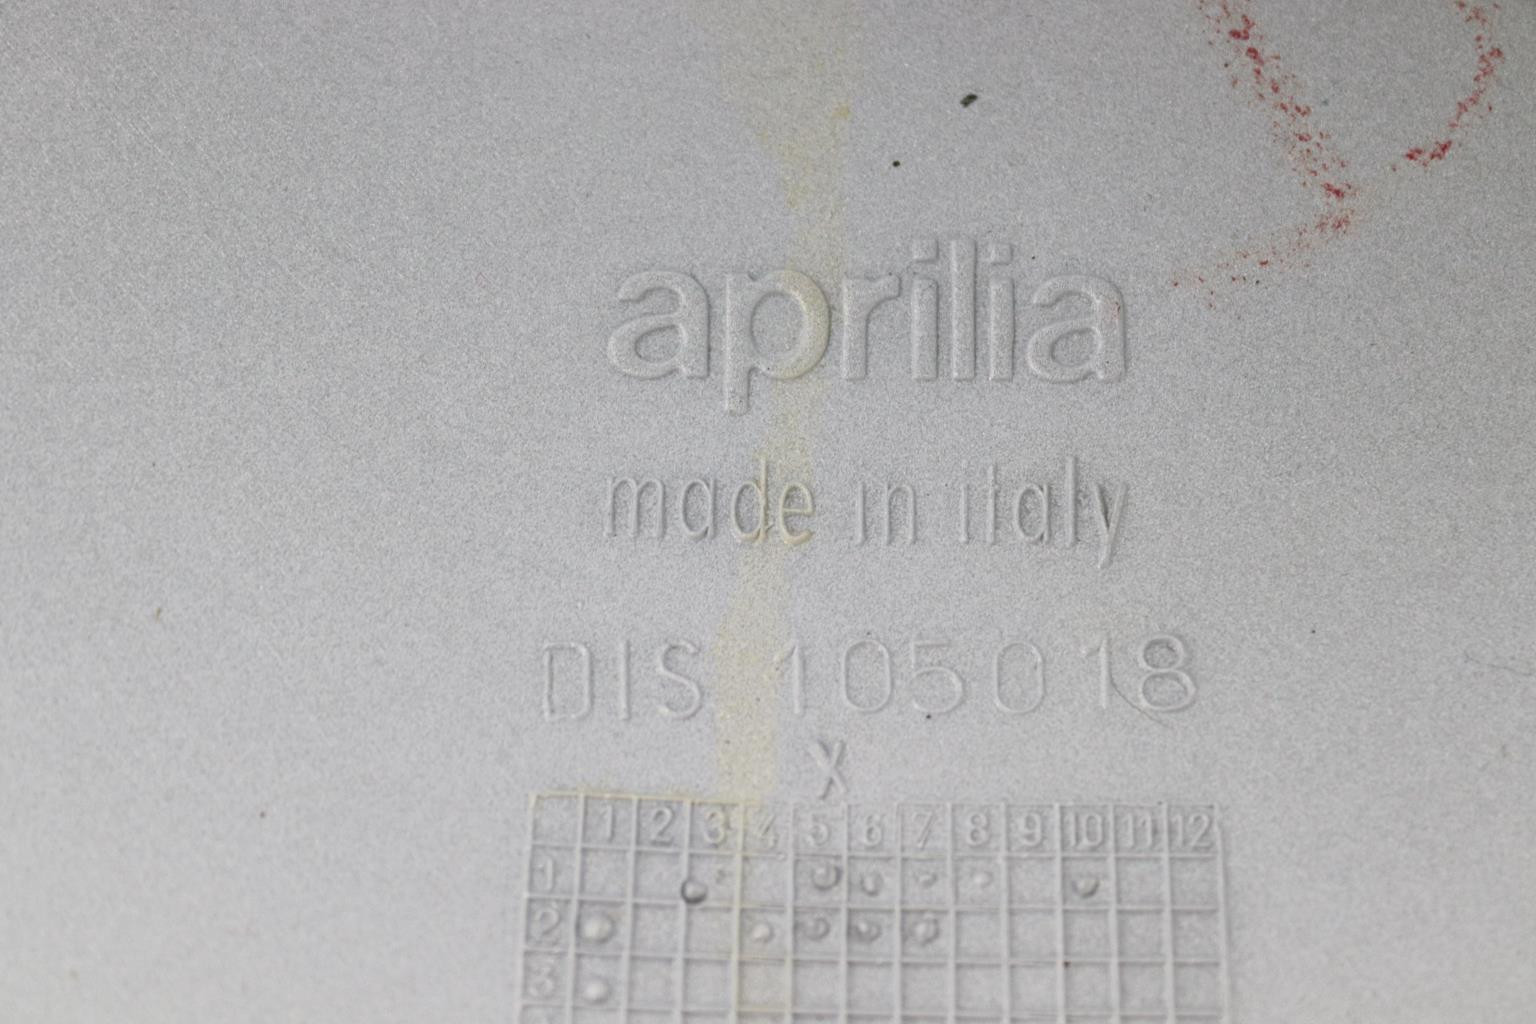 aprilia
made in italy
DIS 105018
X
1 2 3 4 5 6 7 8 9 10 11 12
1
2
3